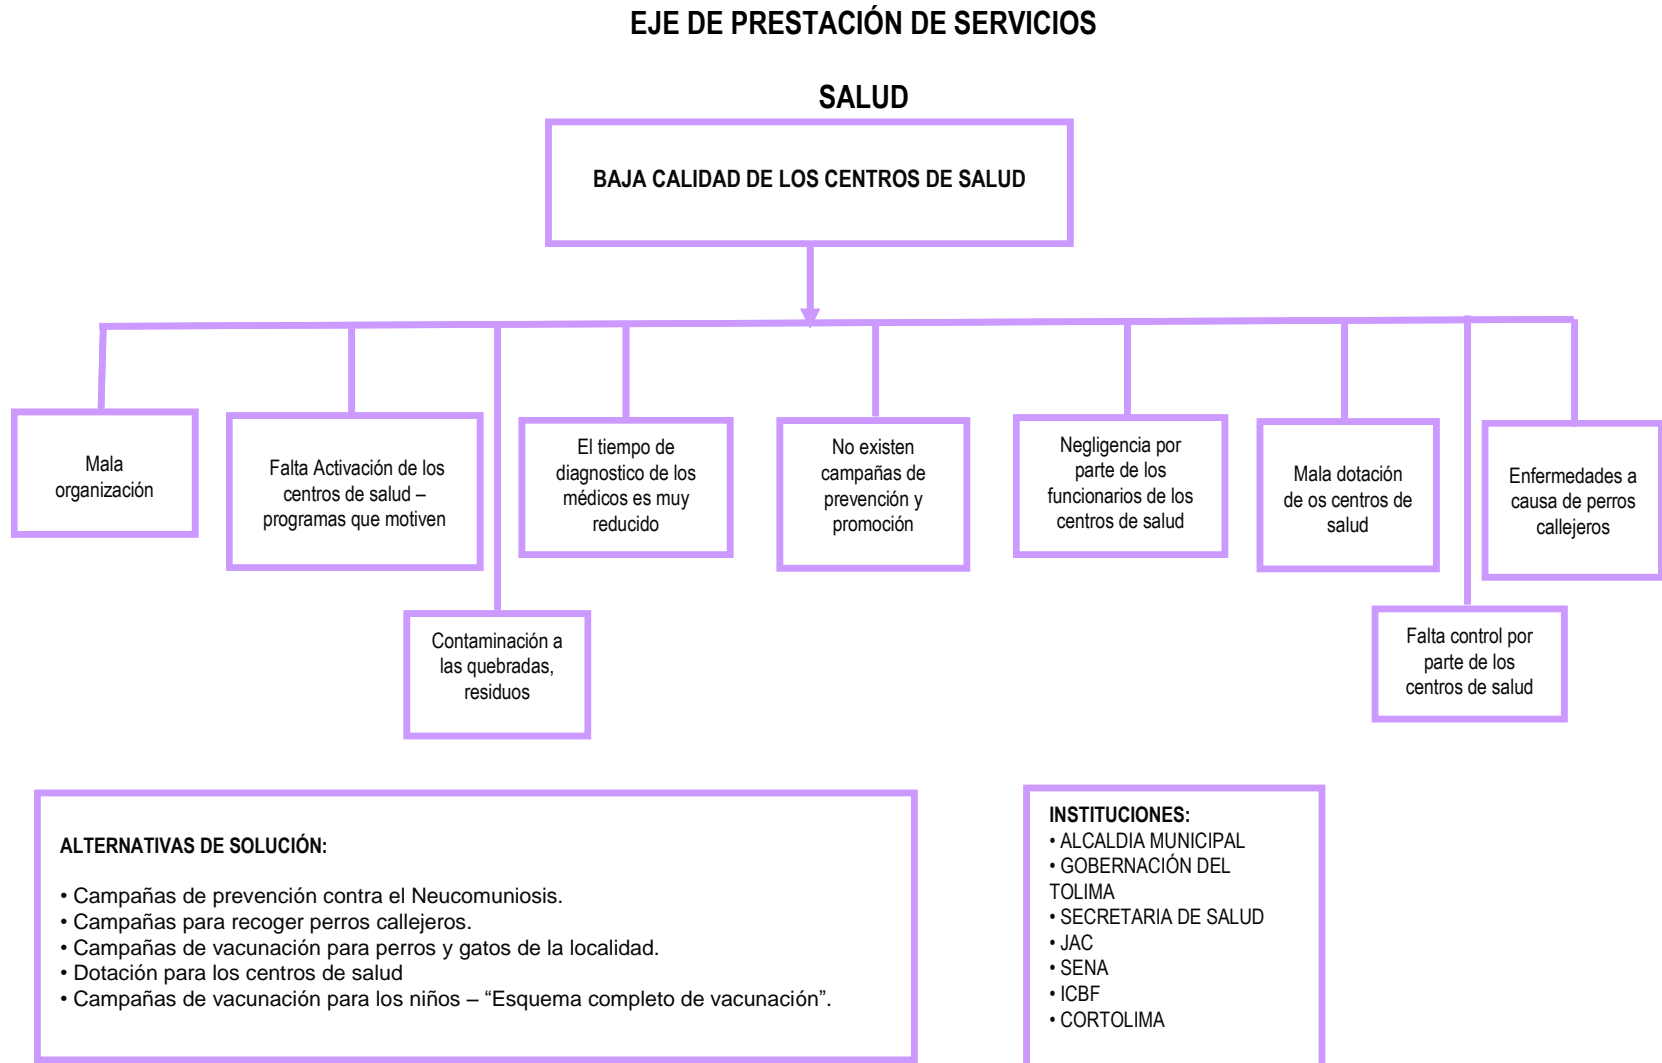 EJE DE PRESTACIÓN DE SERVICIOS
SALUD
BAJA CALIDAD DE LOS CENTROS DE SALUD
Mala
organización
Falta Activación de los
centros de salud –
programas que motiven
El tiempo de
diagnostico de los
médicos es muy
reducido
No existen
campañas de
prevención y
promoción
Negligencia por
parte de los
funcionarios de los
centros de salud
Mala dotación
de os centros de
salud
Enfermedades a
causa de perros
callejeros
Contaminación a
las quebradas,
residuos
Falta control por
parte de los
centros de salud
ALTERNATIVAS DE SOLUCIÓN:
• Campañas de prevención contra el Neucomuniosis.
• Campañas para recoger perros callejeros.
• Campañas de vacunación para perros y gatos de la localidad.
• Dotación para los centros de salud
• Campañas de vacunación para los niños – “Esquema completo de vacunación”.
INSTITUCIONES:
• ALCALDIA MUNICIPAL
• GOBERNACIÓN DEL
TOLIMA
• SECRETARIA DE SALUD
• JAC
• SENA
• ICBF
• CORTOLIMA